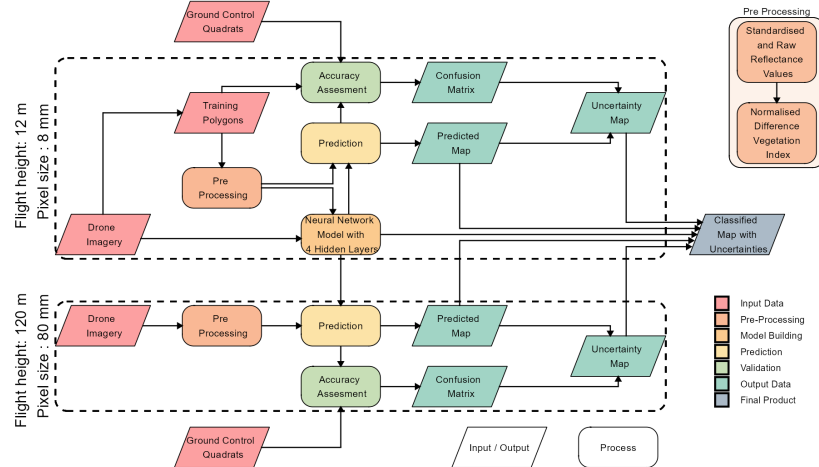 Ground Control
Quadrats
Pre Processing
Standardised
and Raw
Reflectance
Values
Normalised
Difference
Vegetation
Index
Flight height: 12 m
Pixel size : 8 mm
Accuracy
Assesment
Confusion
Matrix
Training
Polygons
Uncertainty
Map
Prediction
Predicted
Map
Pre
Processing
Drone
Imagery
Neural Network
Model with
4 Hidden Layers
Classified
Map with
Uncertainties
Flight height: 120 m
Pixel size : 80 mm
Drone
Imagery
Pre
Processing
Prediction
Predicted
Map
Uncertainty
Map
Accuracy
Assesment
Confusion
Matrix
Ground Control
Quadrats
Input / Output
Process
Input Data
Pre-Processing
Model Building
Prediction
Validation
Output Data
Final Product